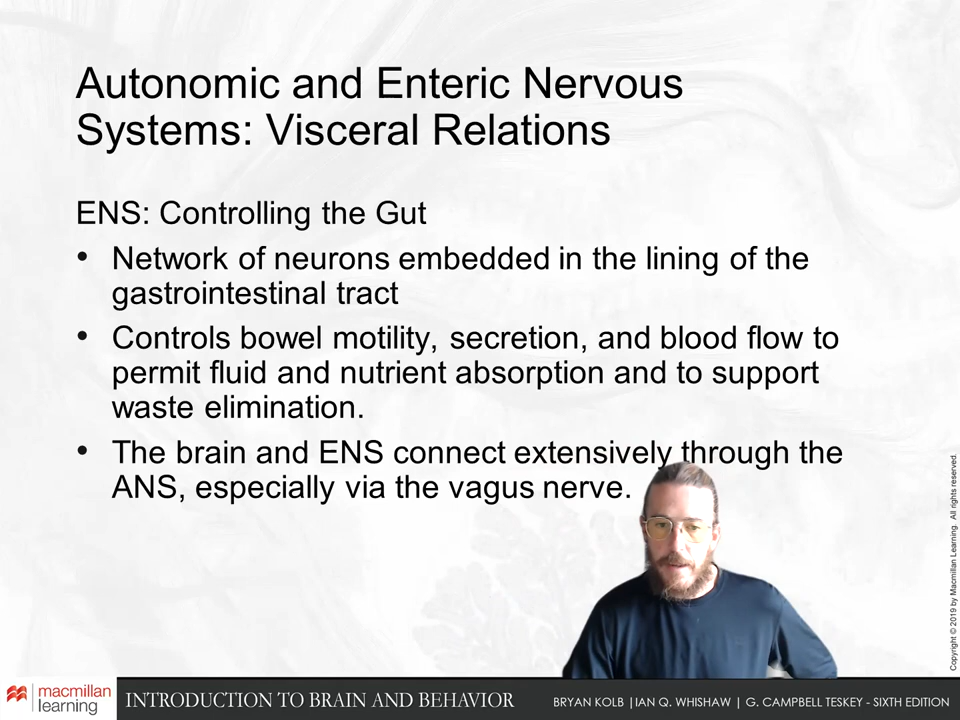 Autonomic and Enteric Nervous
Systems: Visceral Relations
ENS: Controlling the Gut
• Network of neurons embedded in the lining of the
gastrointestinal tract
• Controls bowel motility, secretion, and blood flow to
permit fluid and nutrient absorption and to support
waste elimination.
• The brain and ENS connect extensively through the
ANS, especially via the vagus nerve.
Copyright © 2019 by Macmillan Learning. All rights reserved.
macmillan
learning
INTRODUCTION TO BRAIN AND BEHAVIOR
BRYAN KOLB |IAN Q. WHISHAW | G. CAMPBELL TESKEY - SIXTH EDITION